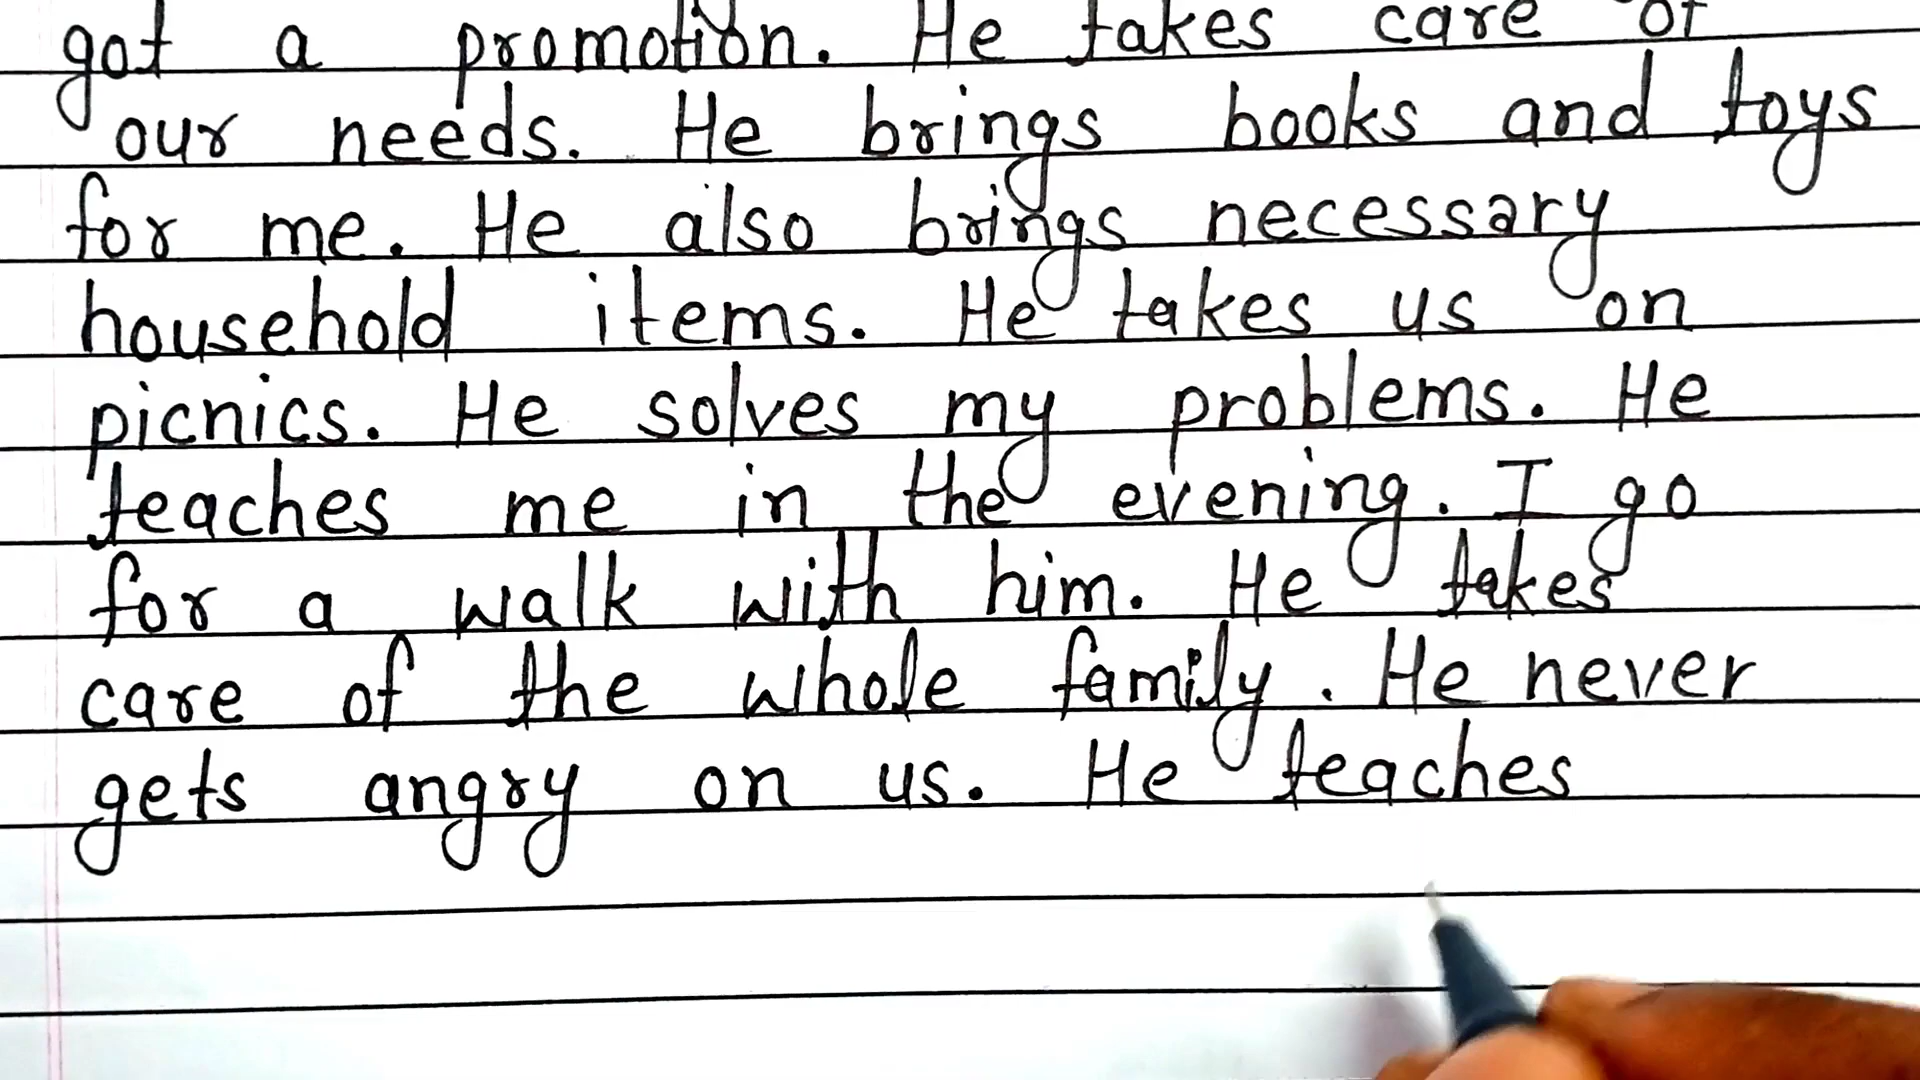 got a promotion. He takes care of
our needs. He brings books and toys
for me. He also brings necessary
household items. He takes us on
picnics. He solves my problems. He
teaches me in the evening. I go
for a walk with him. He takes
care of the whole family. He never
gets angry on us. He teaches